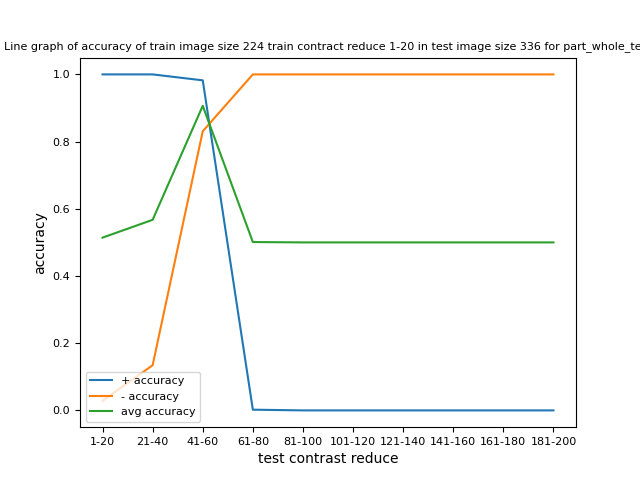 Line graph of accuracy of train image size 224 train contract reduce 1-20 in test image size 336 for
1.0
0.8
0.6
0.4
0.2
0.0
accuracy
+ accuracy
- accuracy
avg accuracy
1-20 21-40 41-60 61-80 81-100 101-120 121-140 141-160 161-180 181-200
test contrast reduce